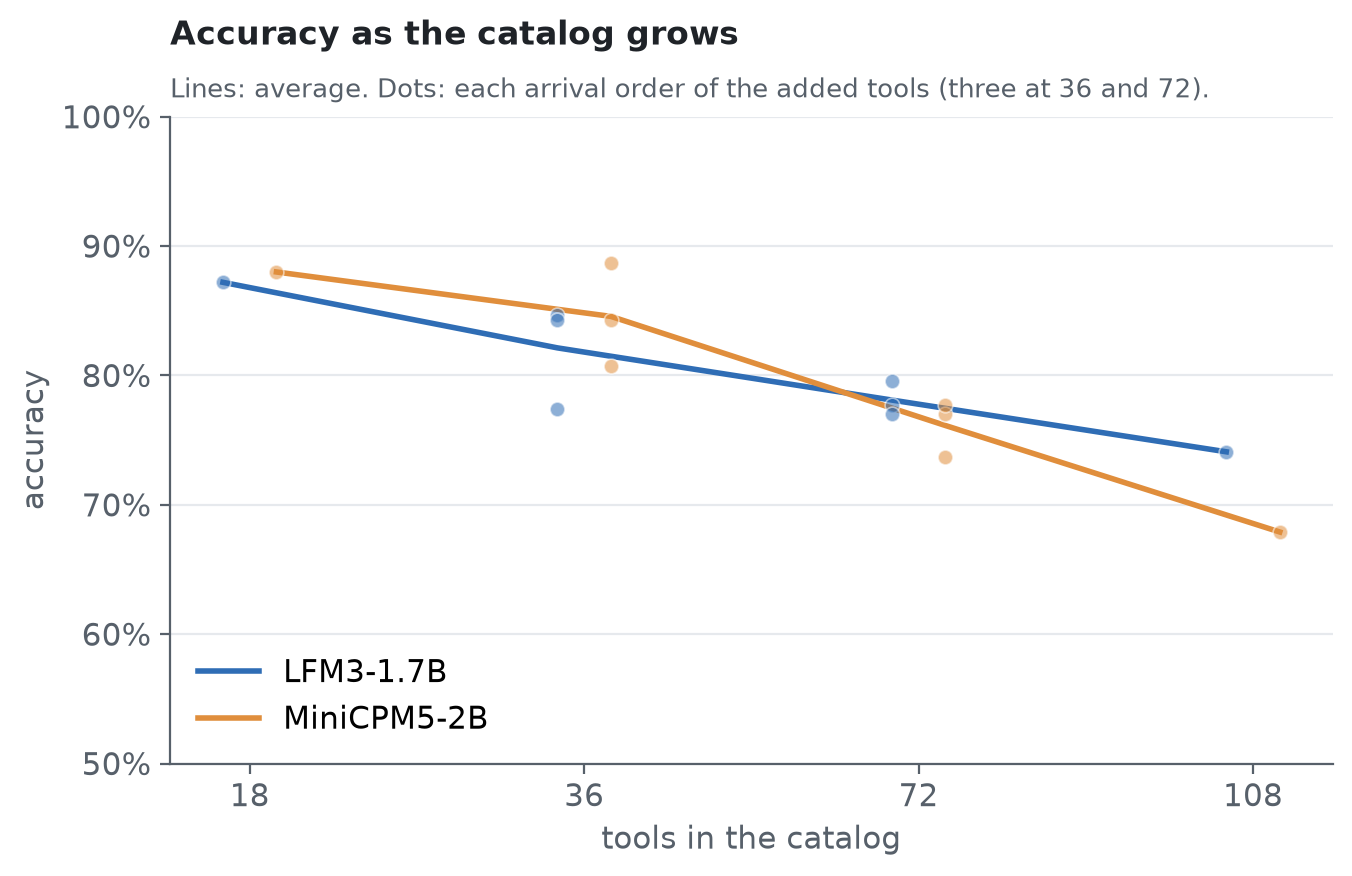 Accuracy as the catalog grows
Lines: average. Dots: each arrival order of the added tools (three at 36 and 72).
100%
90%
80%
70%
60%
50%
accuracy
LFM3-1.7B
MiniCPM5-2B
18
36
72
108
tools in the catalog